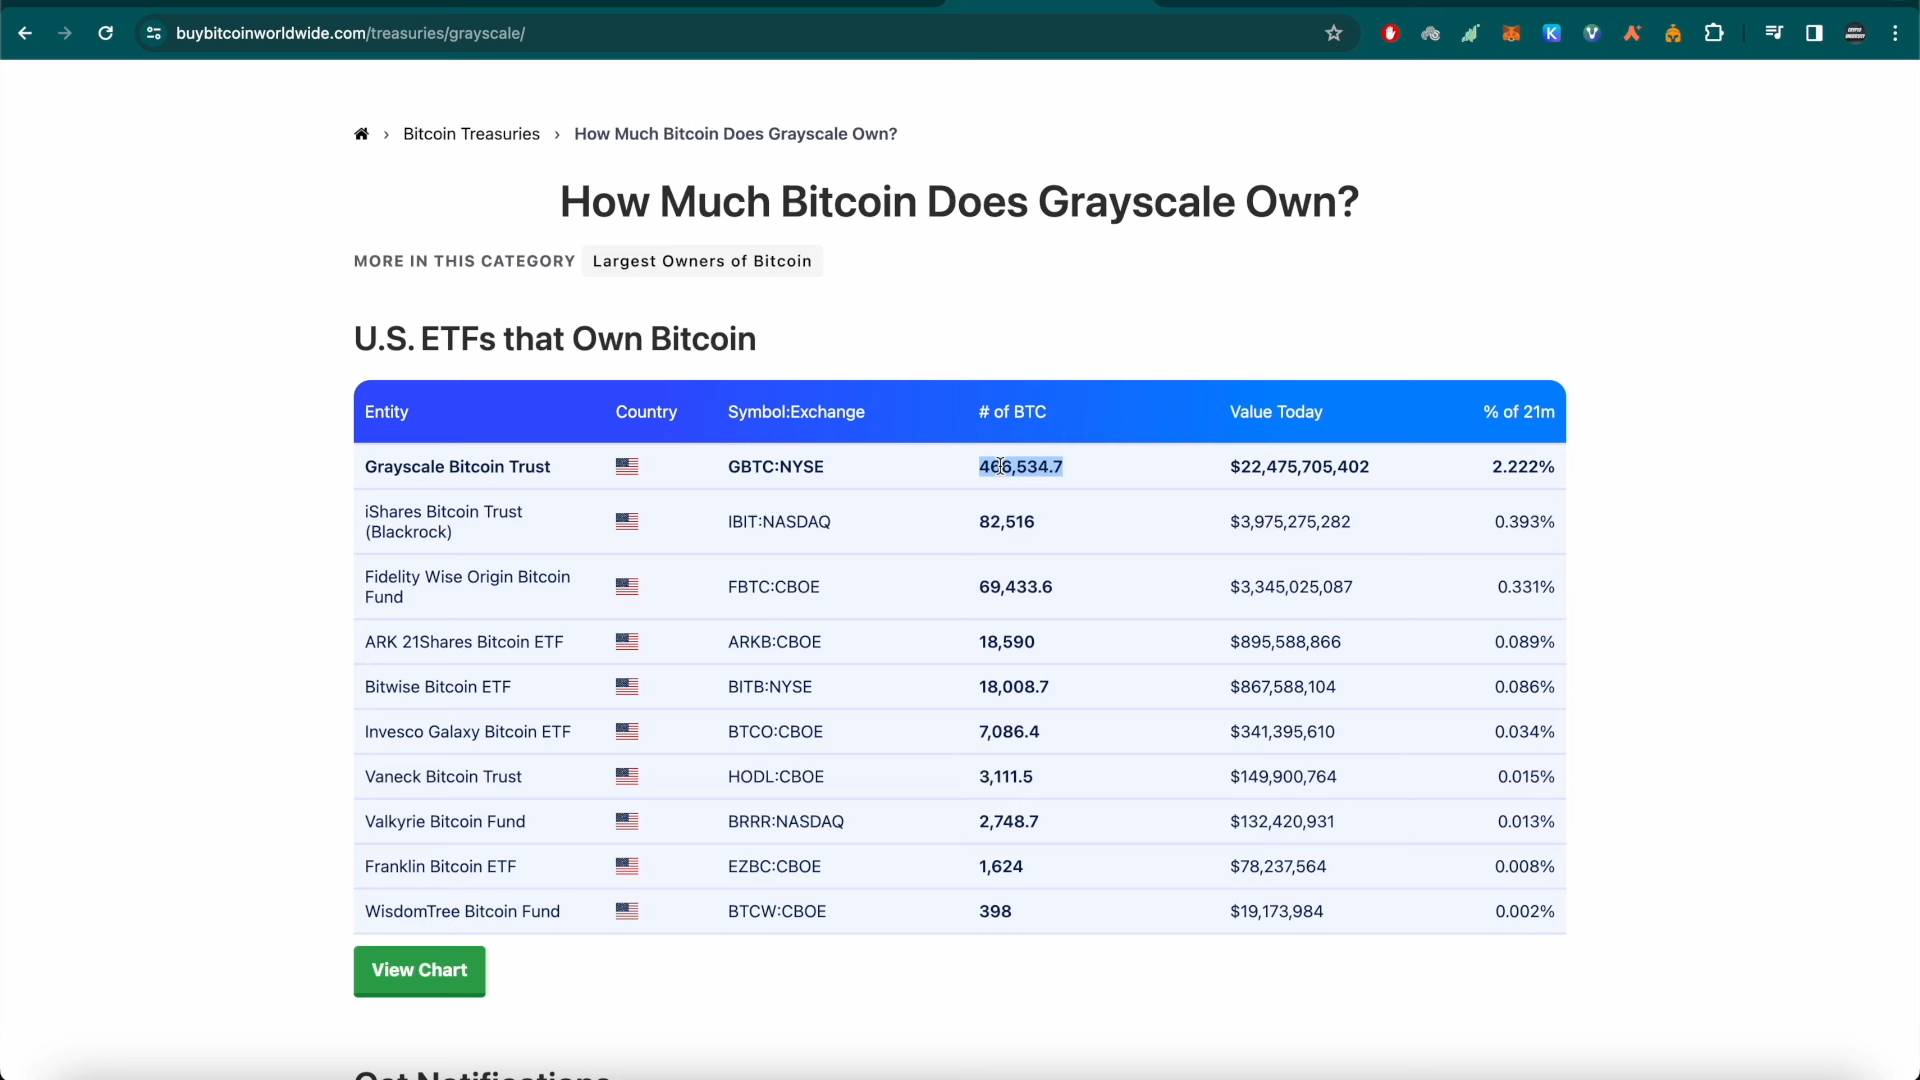 buybitcoinworldwide.com/treasuries/grayscale/
Bitcoin Treasuries › How Much Bitcoin Does Grayscale Own?
How Much Bitcoin Does Grayscale Own?
MORE IN THIS CATEGORY Largest Owners of Bitcoin
U.S. ETFs that Own Bitcoin
Entity Country Symbol:Exchange # of BTC Value Today % of 21m
Grayscale Bitcoin Trust GBTC:NYSE 466,534.7 $22,475,705,402 2.222%
iShares Bitcoin Trust
(Blackrock) IBIT:NASDAQ 82,516 $3,975,275,282 0.393%
Fidelity Wise Origin Bitcoin
Fund FBTC:CBOE 69,433.6 $3,345,025,087 0.331%
ARK 21Shares Bitcoin ETF ARKB:CBOE 18,590 $895,588,866 0.089%
Bitwise Bitcoin ETF BITB:NYSE 18,008.7 $867,588,104 0.086%
Invesco Galaxy Bitcoin ETF BTCO:CBOE 7,086.4 $341,395,610 0.034%
Vaneck Bitcoin Trust HODL:CBOE 3,111.5 $149,900,764 0.015%
Valkyrie Bitcoin Fund BRRR:NASDAQ 2,748.7 $132,420,931 0.013%
Franklin Bitcoin ETF EZBC:CBOE 1,624 $78,237,564 0.008%
WisdomTree Bitcoin Fund BTCW:CBOE 398 $19,173,984 0.002%
View Chart
Get Notifications